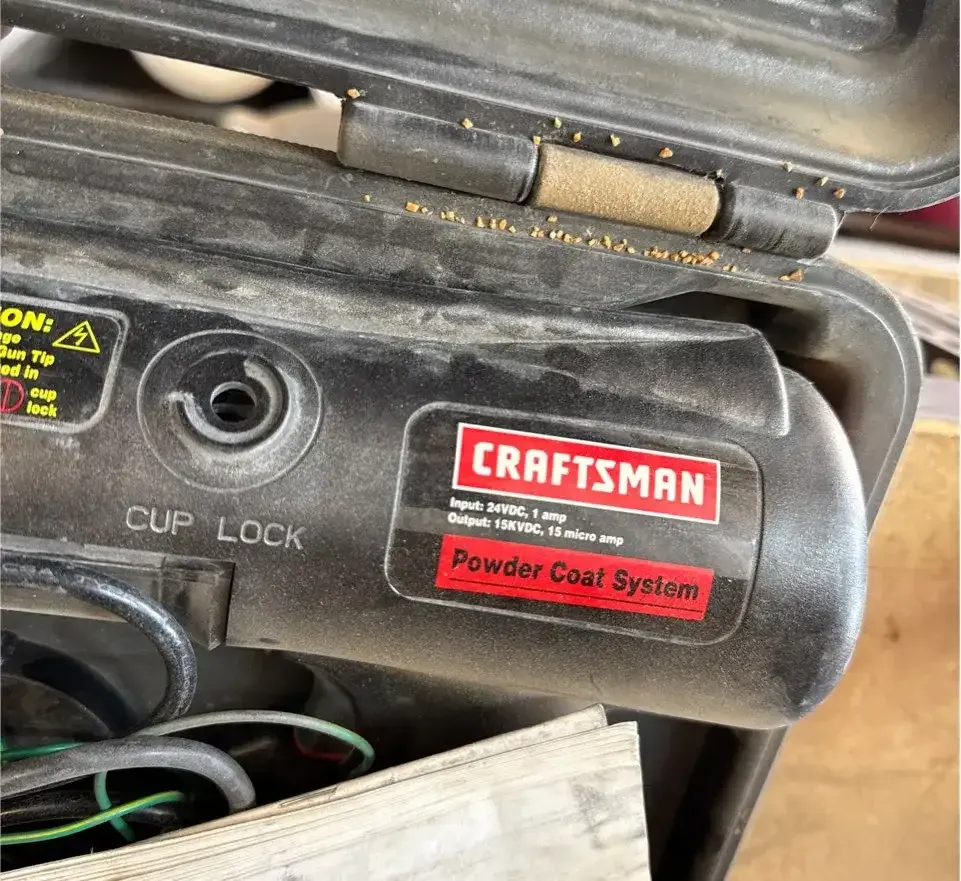 ON:
Gun Tip
ed in
cup
lock
CUP LOCK
CRAFTSMAN
Input: 24VDC, 1 amp
Output: 15KVDC, 15 micro amp
Powder Coat System